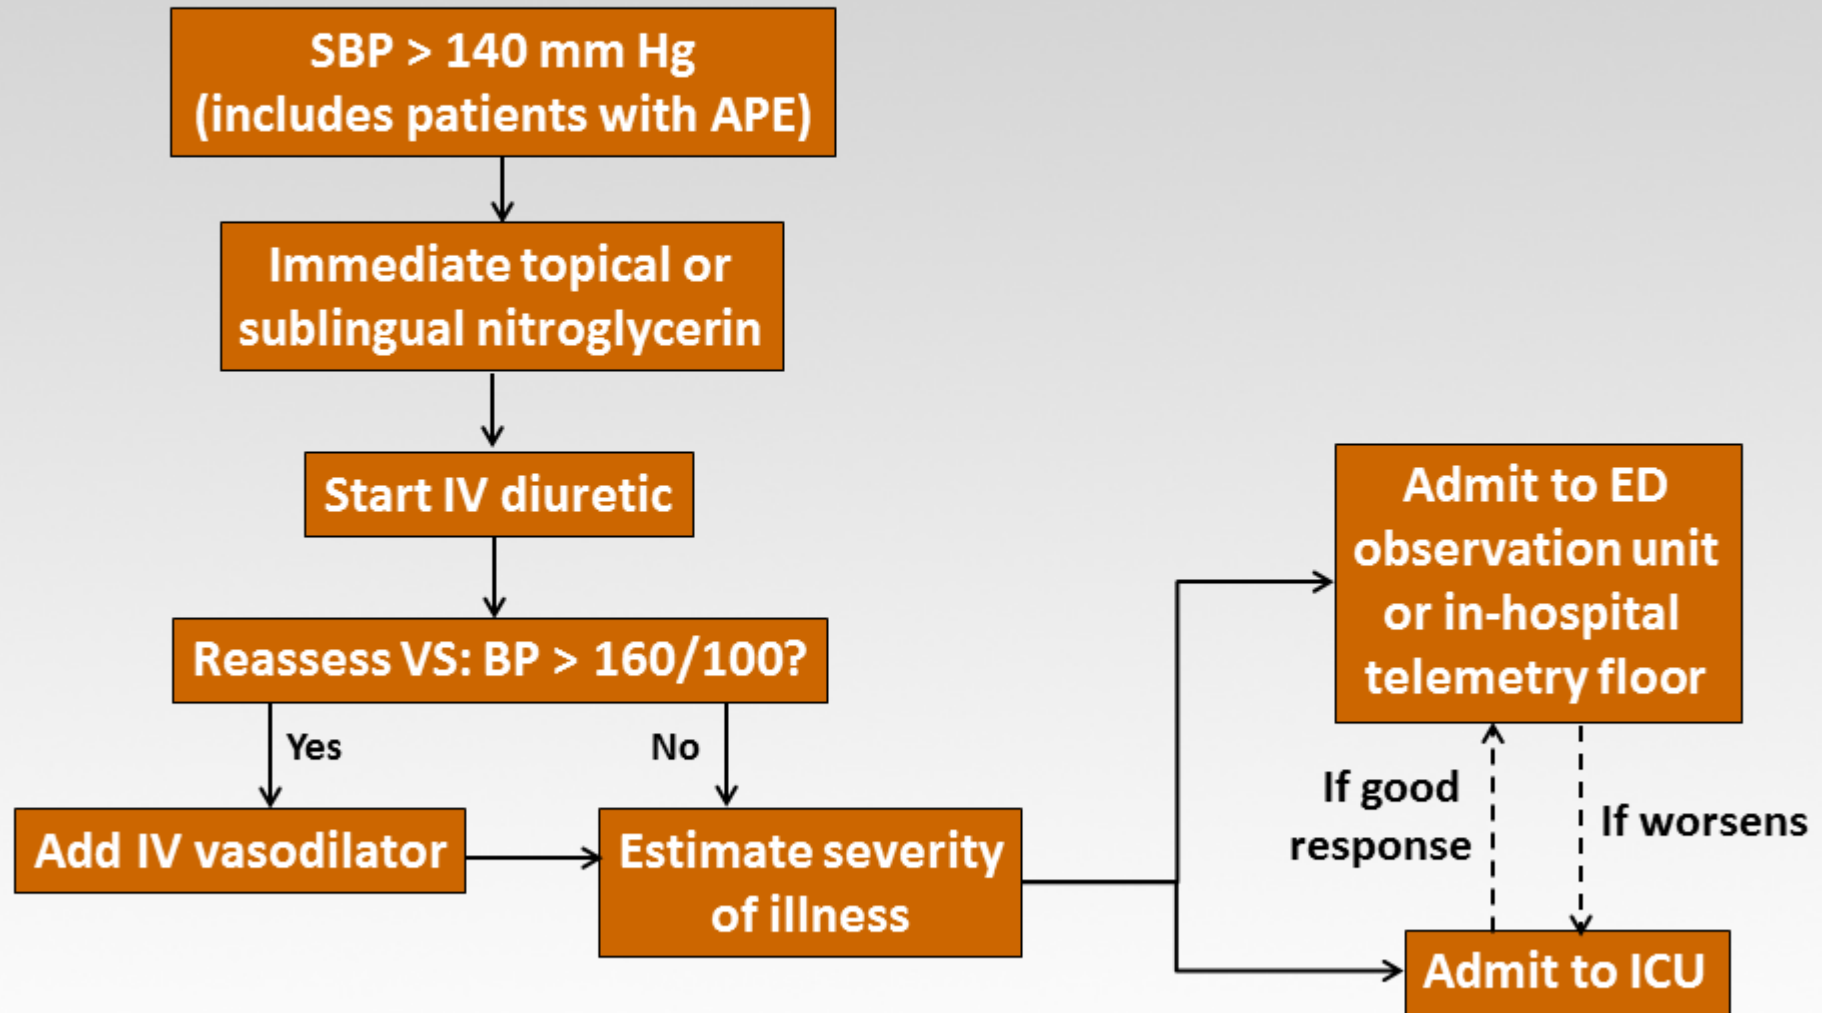 SBP > 140 mm Hg
(includes patients with APE)
Immediate topical or
sublingual nitroglycerin
Start IV diuretic
Reassess VS: BP > 160/100?
Yes
No
Add IV vasodilator
Estimate severity
of illness
Admit to ED
observation unit
or in-hospital
telemetry floor
If good
response
If worsens
Admit to ICU